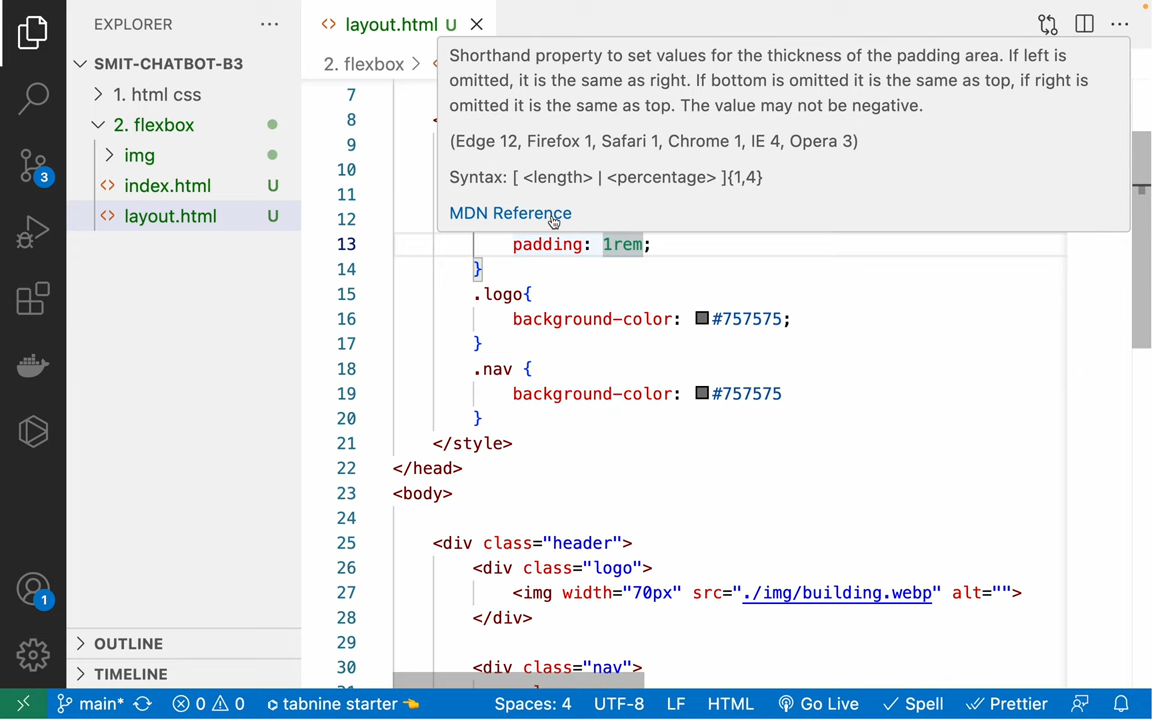 EXPLORER
layout.html U
SMIT-CHATBOT-B3
1. html css
2. flexbox
img
index.html U
layout.html U
3
1
OUTLINE
TIMELINE
2. flexbox
Shorthand property to set values for the thickness of the padding area. If left is
omitted, it is the same as right. If bottom is omitted it is the same as top, if right is
omitted it is the same as top. The value may not be negative.
(Edge 12, Firefox 1, Safari 1, Chrome 1, IE 4, Opera 3)
Syntax: [ <length> | <percentage> ]{1,4}
MDN Reference
7
8 <
9
10
11
12
13 padding: 1rem;
14 }
15 .logo{
16 background-color: #757575;
17 }
18 .nav {
19 background-color: #757575
20 }
21 </style>
22 </head>
23 <body>
24
25 <div class="header">
26 <div class="logo">
27 <img width="70px" src="./img/building.webp" alt="">
28 </div>
29
30 <div class="nav">
main* 0 0 tabnine starter 👈 Spaces: 4 UTF-8 LF HTML Go Live Spell Prettier